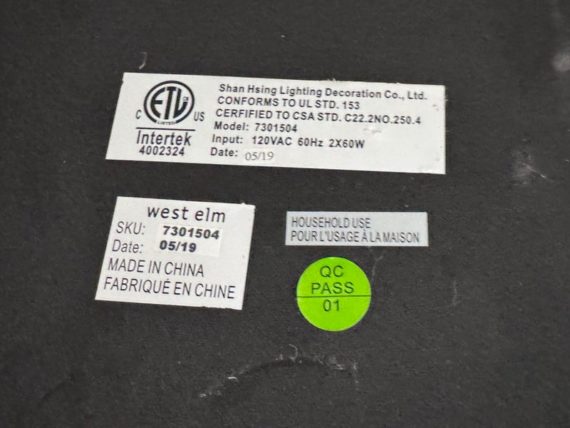 Shan Hsing Lighting Decoration Co., Ltd.
CONFORMS TO UL STD. 153
CERTIFIED TO CSA STD. C22.2NO.250.4
Model: 7301504
Input: 120VAC 60Hz 2X60W
Date: 05/19
ETL
C US
Intertek
4002324
west elm
SKU: 7301504
Date: 05/19
MADE IN CHINA
FABRIQUÉ EN CHINE
HOUSEHOLD USE
POUR L'USAGE À LA MAISON
QC
PASS
01